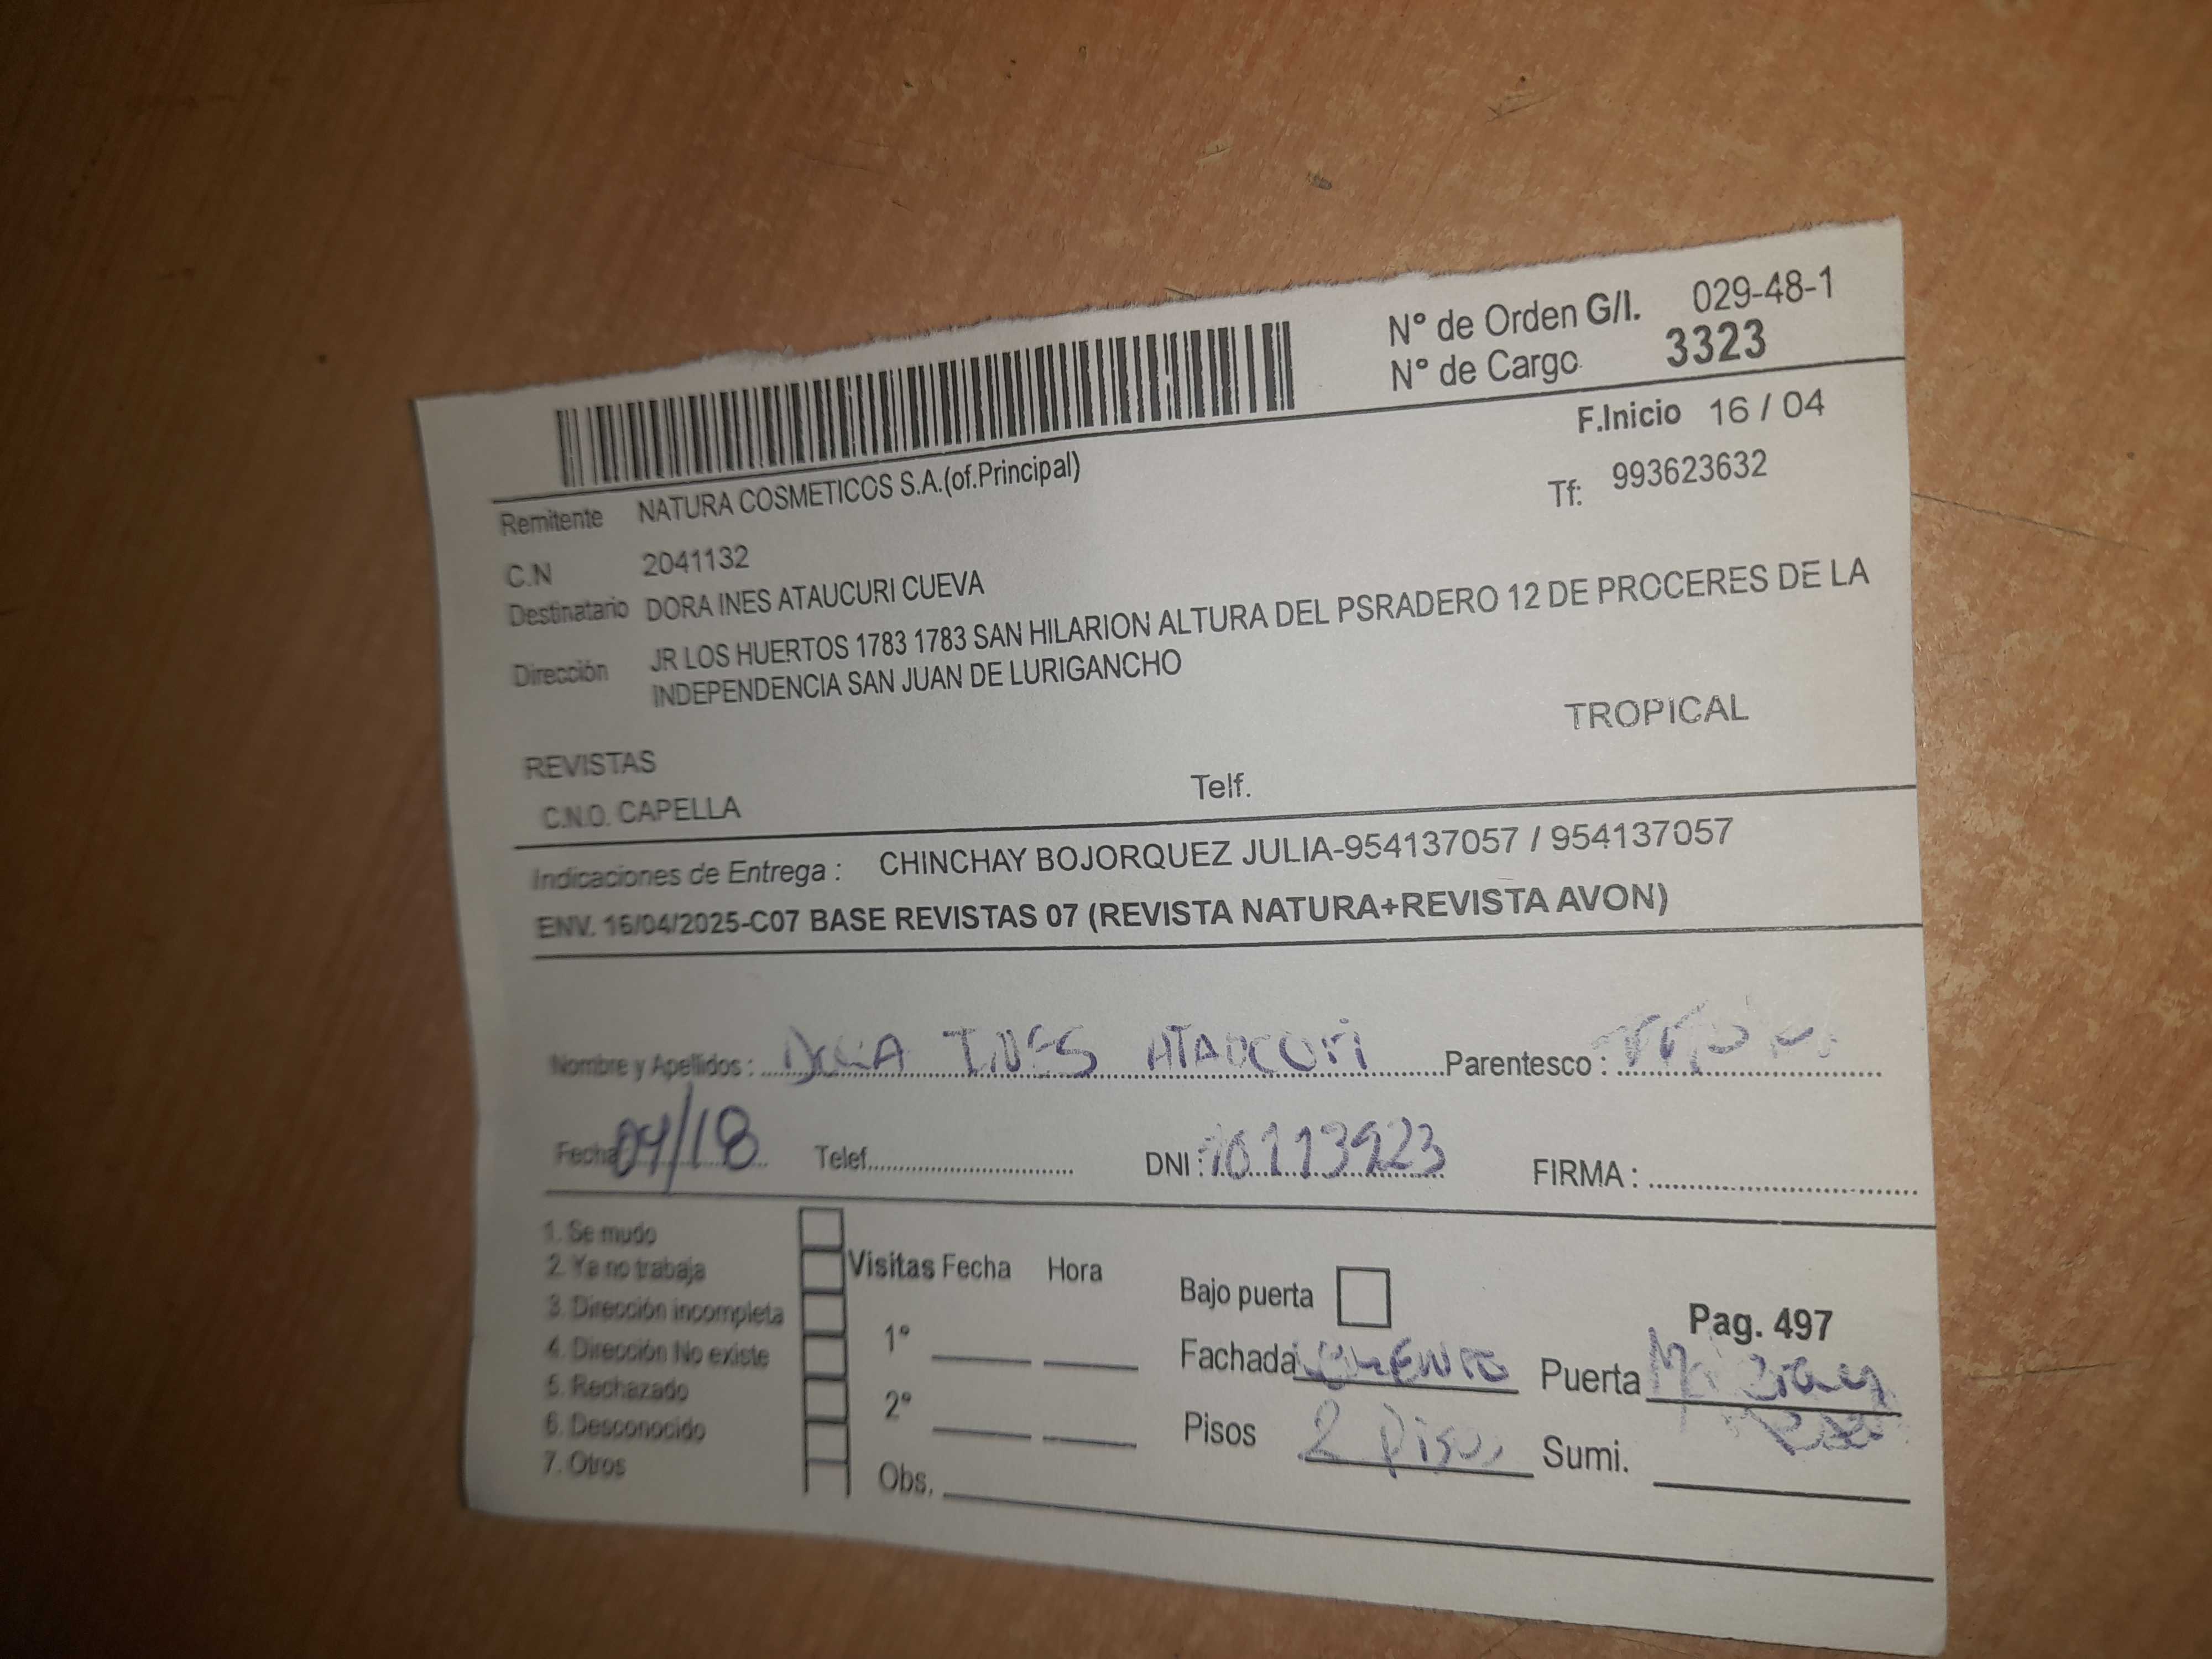 N° de Orden G/I. 029-48-1
N° de Cargo 3323
F.Inicio 16 / 04
Remitente NATURA COSMETICOS S.A.(of.Principal)
Tf: 993623632
C.N 2041132
Destinatario DORA INES ATAUCURI CUEVA
Dirección JR LOS HUERTOS 1783 1783 SAN HILARION ALTURA DEL PSRADERO 12 DE PROCERES DE LA
INDEPENDENCIA SAN JUAN DE LURIGANCHO
TROPICAL
REVISTAS
C.N.O. CAPELLA Telf.
Indicaciones de Entrega : CHINCHAY BOJORQUEZ JULIA-954137057 / 954137057
ENV. 16/04/2025-C07 BASE REVISTAS 07 (REVISTA NATURA+REVISTA AVON)
Nombre y Apellidos : DORA INES ATAUCURI Parentesco :
Fecha 04/18 Telef. DNI : 10113923 FIRMA :
1. Se mudo
2. Ya no trabaja
3. Dirección incompleta
4. Dirección No existe
5. Rechazado
6. Desconocido
7. Otros
Visitas Fecha Hora
1°
2°
Obs.
Bajo puerta
Pag. 497
Fachada Puerta
Pisos 2 Pisos Sumi.